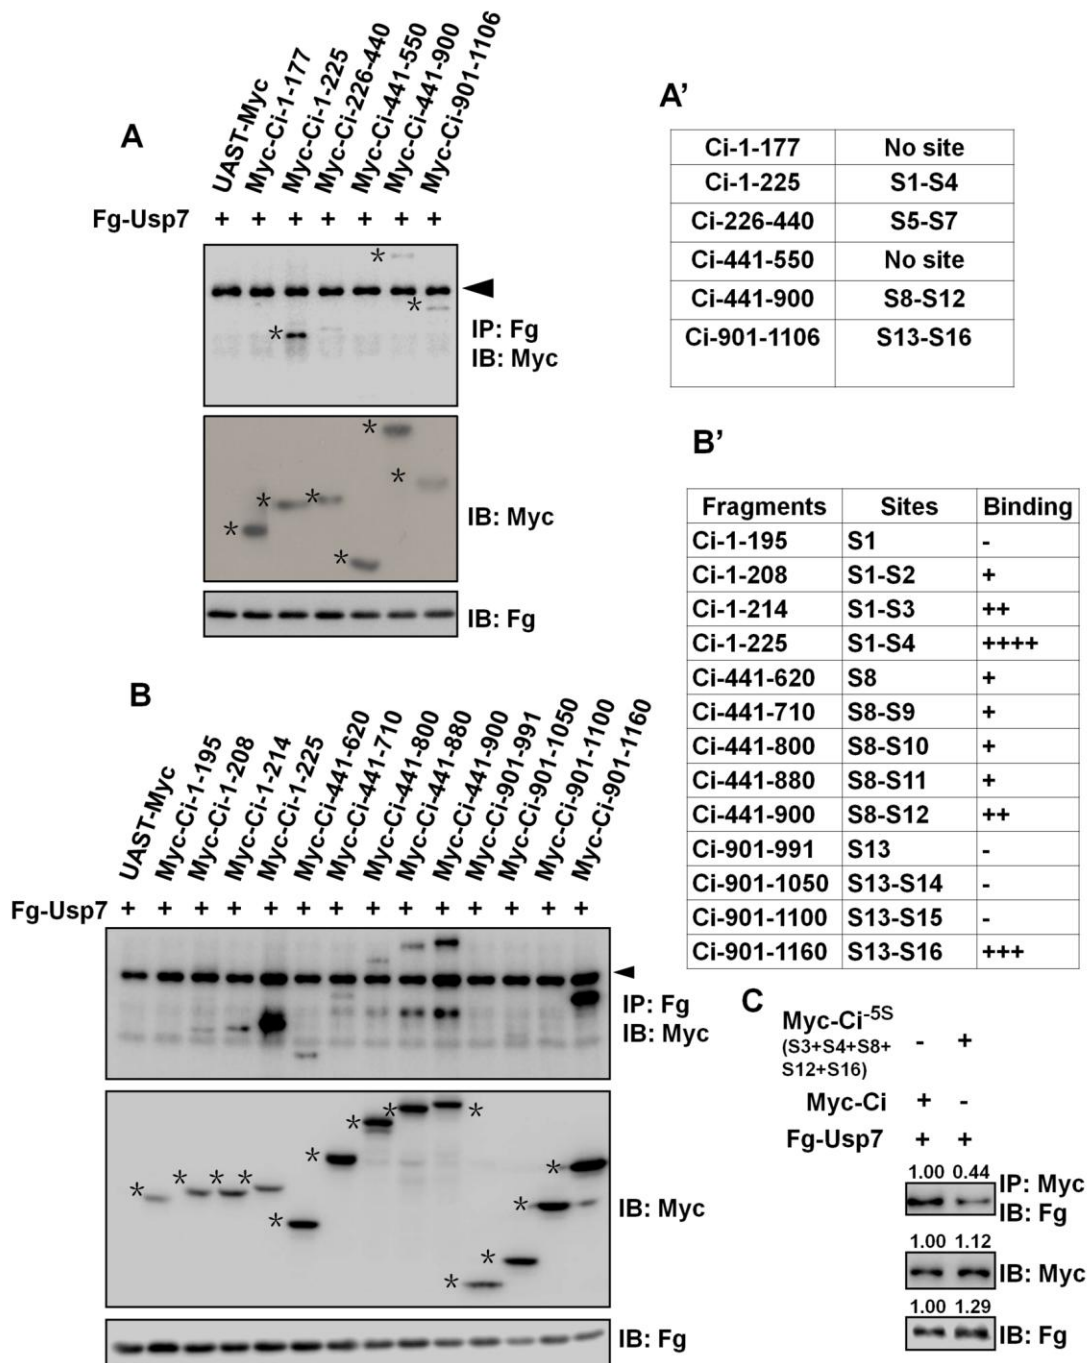 A
UAST-Myc
Myc-Ci-1-177
Myc-Ci-1-225
Myc-Ci-226-440
Myc-Ci-441-550
Myc-Ci-441-900
Myc-Ci-901-1106
Fg-Usp7 + + + + + + +
*
*
*
IP: Fg
IB: Myc
*
*
*
*
*
*
IB: Myc
IB: Fg
A’
Ci-1-177 No site
Ci-1-225 S1-S4
Ci-226-440 S5-S7
Ci-441-550 No site
Ci-441-900 S8-S12
Ci-901-1106 S13-S16
B
UAST-Myc
Myc-Ci-1-195
Myc-Ci-1-208
Myc-Ci-1-214
Myc-Ci-1-225
Myc-Ci-441-620
Myc-Ci-441-710
Myc-Ci-441-800
Myc-Ci-441-880
Myc-Ci-441-900
Myc-Ci-901-991
Myc-Ci-901-1050
Myc-Ci-901-1100
Myc-Ci-901-1160
Fg-Usp7 + + + + + + + + + + + + + +
IP: Fg
IB: Myc
* * * * * * * * * * * * *
IB: Myc
IB: Fg
B’
Fragments Sites Binding
Ci-1-195 S1 -
Ci-1-208 S1-S2 +
Ci-1-214 S1-S3 ++
Ci-1-225 S1-S4 ++++
Ci-441-620 S8 +
Ci-441-710 S8-S9 +
Ci-441-800 S8-S10 +
Ci-441-880 S8-S11 +
Ci-441-900 S8-S12 ++
Ci-901-991 S13 -
Ci-901-1050 S13-S14 -
Ci-901-1100 S13-S15 -
Ci-901-1160 S13-S16 +++
C
Myc-Ci-5S - +
(S3+S4+S8+
S12+S16)
Myc-Ci + -
Fg-Usp7 + +
1.00 0.44
IP: Myc
IB: Fg
1.00 1.12
IB: Myc
1.00 1.29
IB: Fg